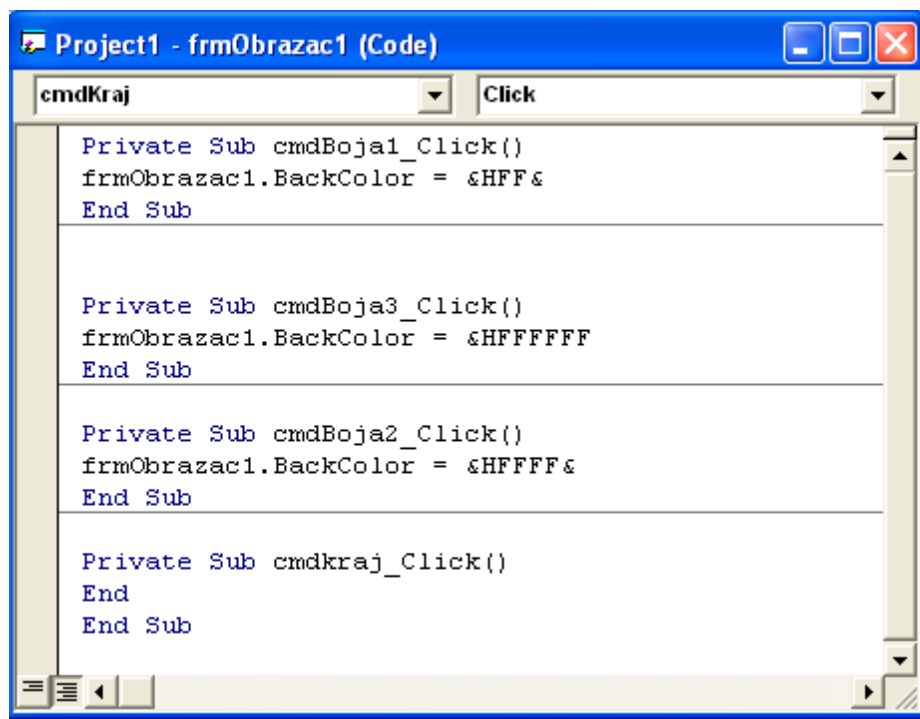 Project1 - frmObrazac1 (Code)
cmdKraj Click
Private Sub cmdBoja1_Click()
frmObrazac1.BackColor = &HFF&
End Sub
Private Sub cmdBoja3_Click()
frmObrazac1.BackColor = &HFFFFFF
End Sub
Private Sub cmdBoja2_Click()
frmObrazac1.BackColor = &HFFFF&
End Sub
Private Sub cmdkraj_Click()
End
End Sub